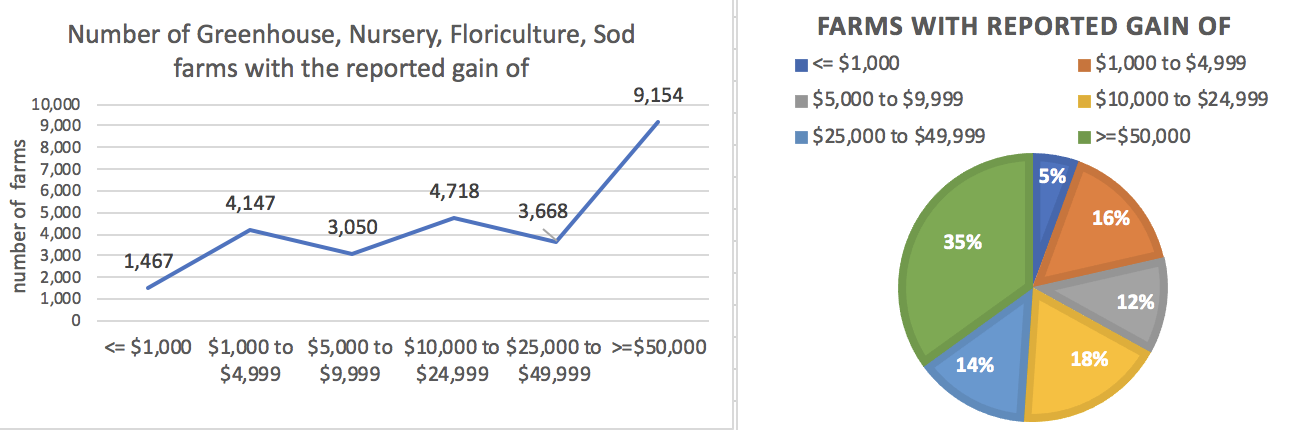 Number of Greenhouse, Nursery, Floriculture, Sod
farms with the reported gain of
number of farms
10,000
9,000
8,000
7,000
6,000
5,000
4,000
3,000
2,000
1,000
0
1,467
4,147
3,050
4,718
3,668
9,154
<= $1,000
$1,000 to
$4,999
$5,000 to
$9,999
$10,000 to
$24,999
$25,000 to
$49,999
>=$50,000
FARMS WITH REPORTED GAIN OF
<= $1,000
$1,000 to $4,999
$5,000 to $9,999
$10,000 to $24,999
$25,000 to $49,999
>=$50,000
5%
16%
12%
18%
14%
35%